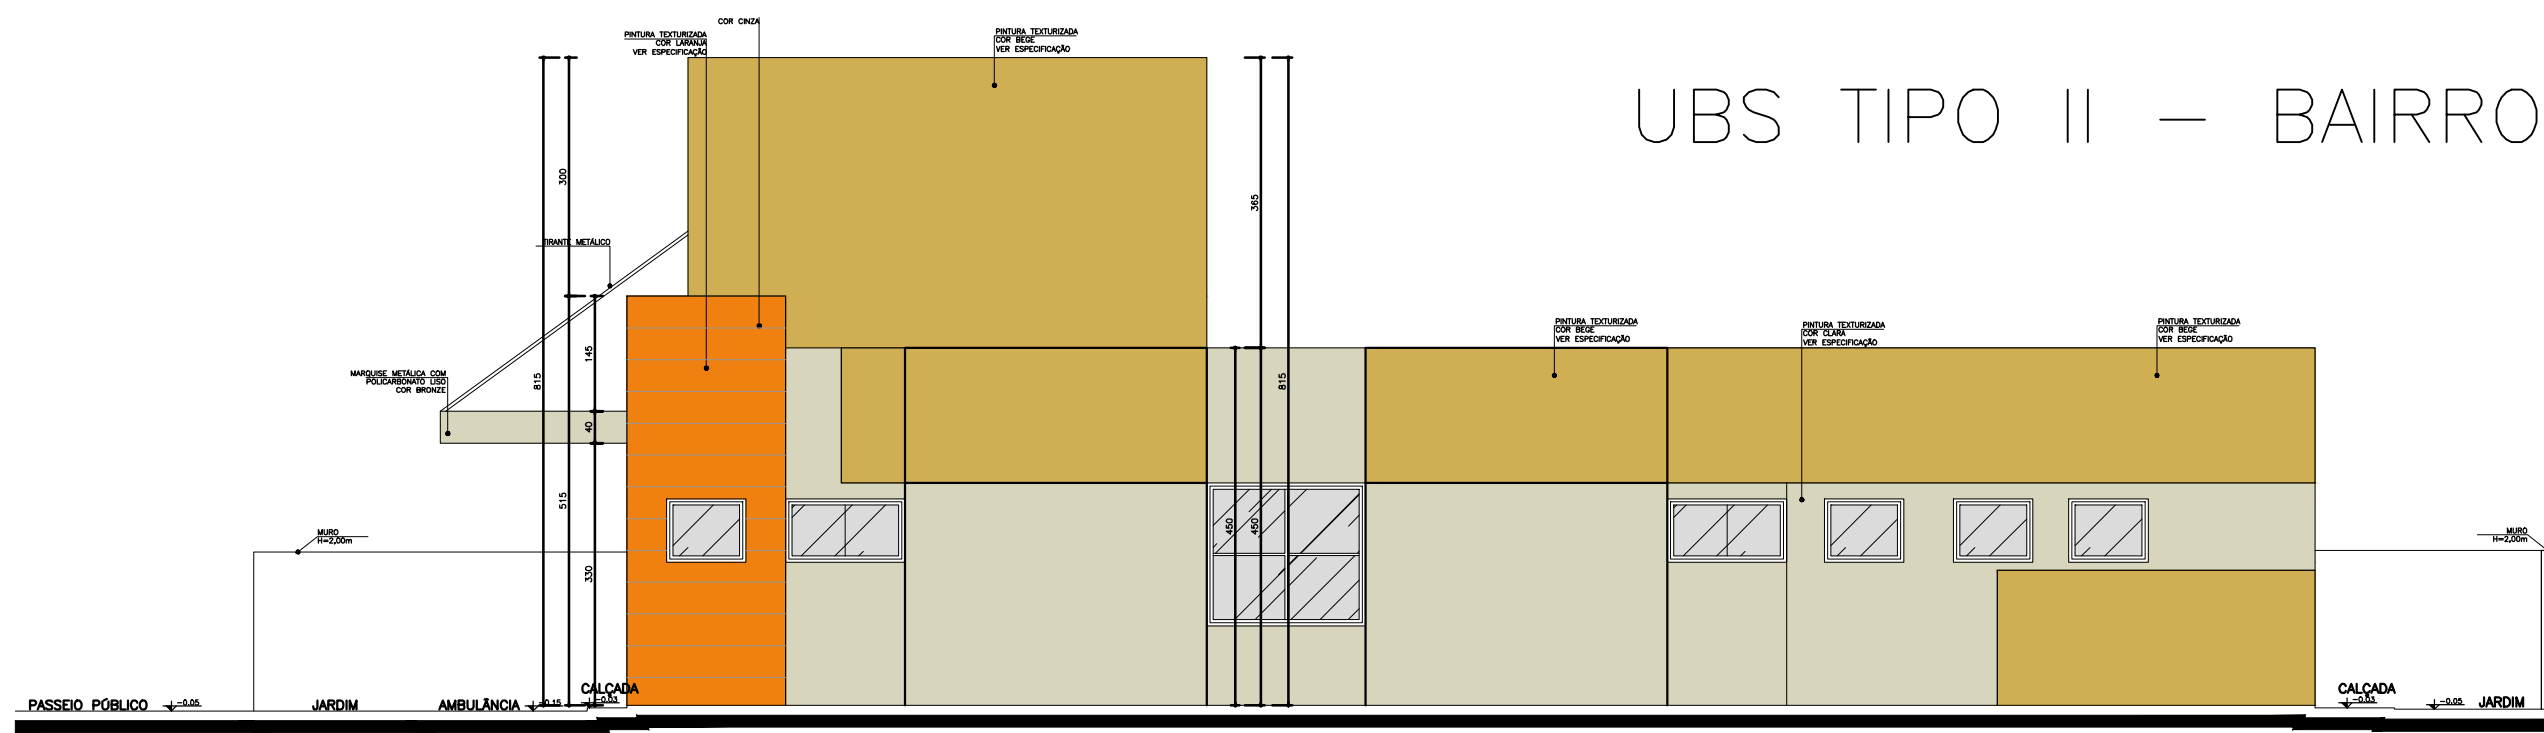 COR CINZA
PINTURA TEXTURIZADA
COR LARANJA
VER ESPECIFICAÇÃO
PINTURA TEXTURIZADA
COR BEGE
VER ESPECIFICAÇÃO
UBS TIPO II - BAIRRO
300
365
TIRANTE METÁLICO
MARQUISE METÁLICA COM
POLICARBONATO LISO
COR BRONZE
815
145
40
515
330
815
450
450
PINTURA TEXTURIZADA
COR BEGE
VER ESPECIFICAÇÃO
PINTURA TEXTURIZADA
COR CLARA
VER ESPECIFICAÇÃO
PINTURA TEXTURIZADA
COR BEGE
VER ESPECIFICAÇÃO
MURO
H=2,00m
MURO
H=2,00m
PASSEIO PÚBLICO
-0.05
JARDIM
AMBULÂNCIA
-0.15
CALÇADA
-0.03
CALÇADA
-0.03
-0.05
JARDIM